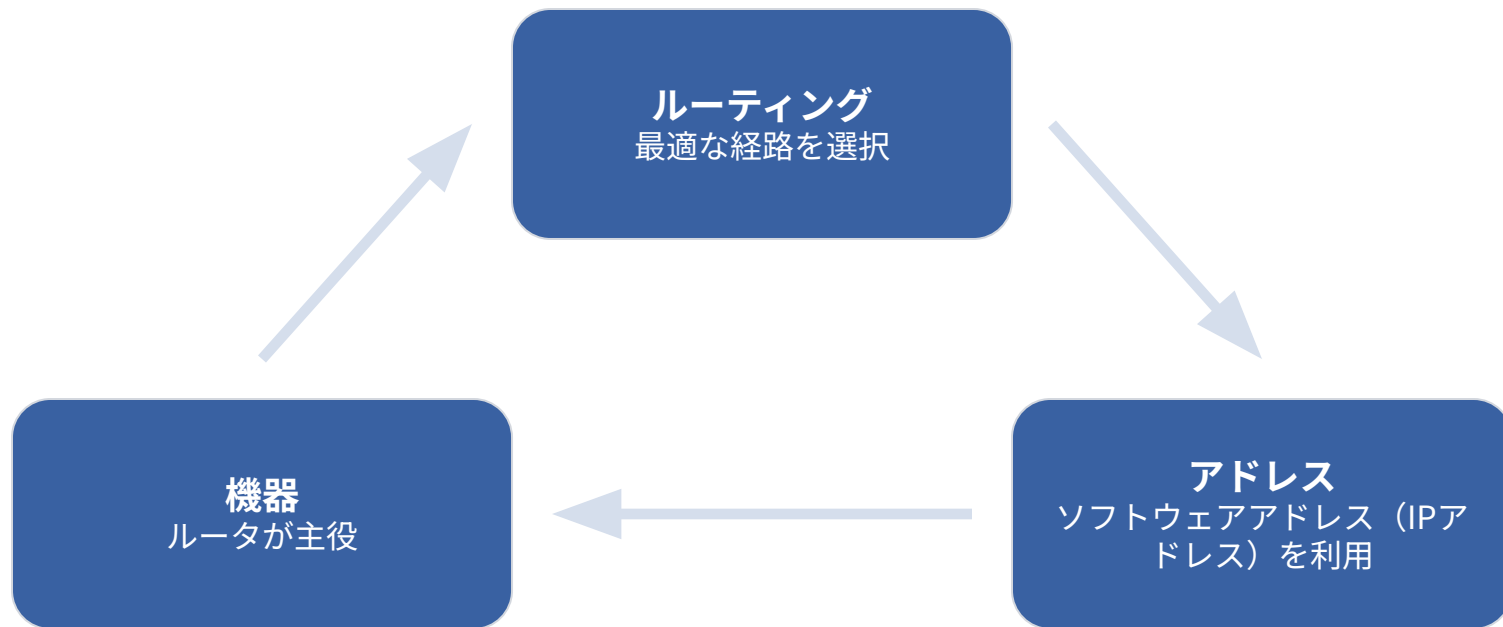 ルーティング
最適な経路を選択
機器
ルータが主役
アドレス
ソフトウェアアドレス（IPア
ドレス）を利用